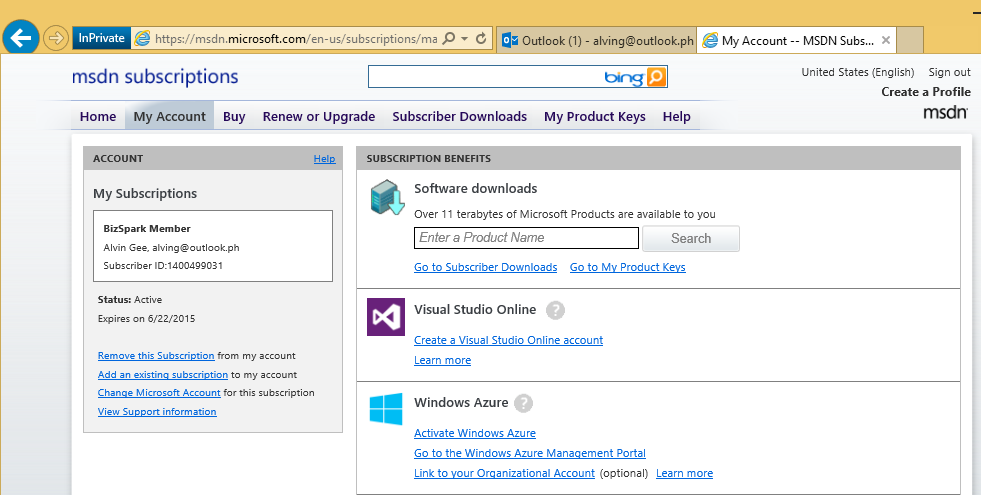 InPrivate
https://msdn.microsoft.com/en-us/subscriptions/ma
Outlook (1) - alving@outlook.ph
My Account -- MSDN Subs...
msdn subscriptions
bing
United States (English) Sign out
Create a Profile
msdn
Home My Account Buy Renew or Upgrade Subscriber Downloads My Product Keys Help
ACCOUNT Help
My Subscriptions
BizSpark Member
Alvin Gee, alving@outlook.ph
Subscriber ID:1400499031
Status: Active
Expires on 6/22/2015
Remove this Subscription from my account
Add an existing subscription to my account
Change Microsoft Account for this subscription
View Support information
SUBSCRIPTION BENEFITS
Software downloads
Over 11 terabytes of Microsoft Products are available to you
Enter a Product Name Search
Go to Subscriber Downloads Go to My Product Keys
Visual Studio Online ?
Create a Visual Studio Online account
Learn more
Windows Azure ?
Activate Windows Azure
Go to the Windows Azure Management Portal
Link to your Organizational Account (optional) Learn more